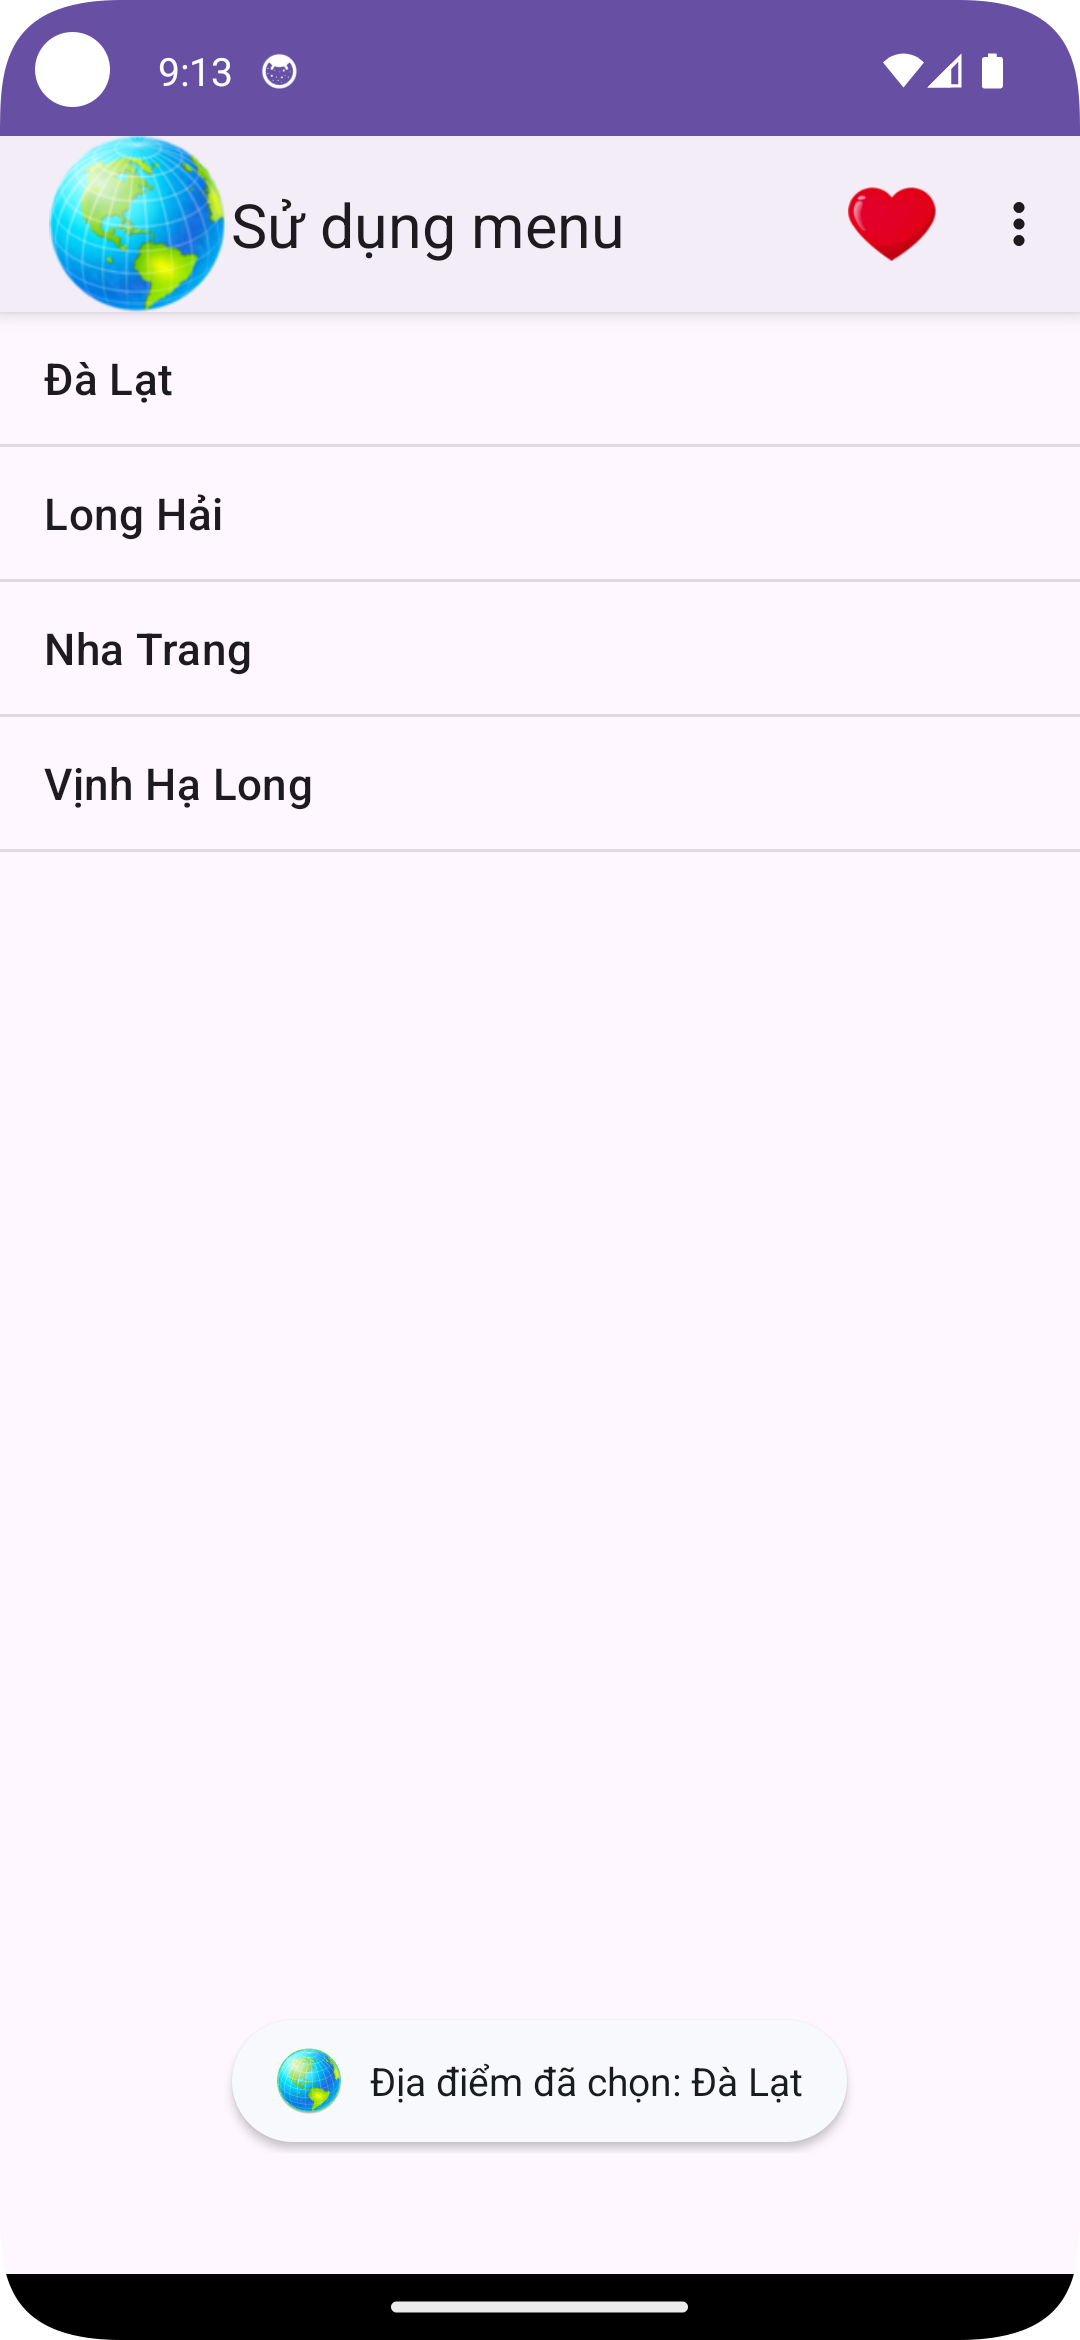 9:13
Sử dụng menu
Đà Lạt
Long Hải
Nha Trang
Vịnh Hạ Long
Địa điểm đã chọn: Đà Lạt